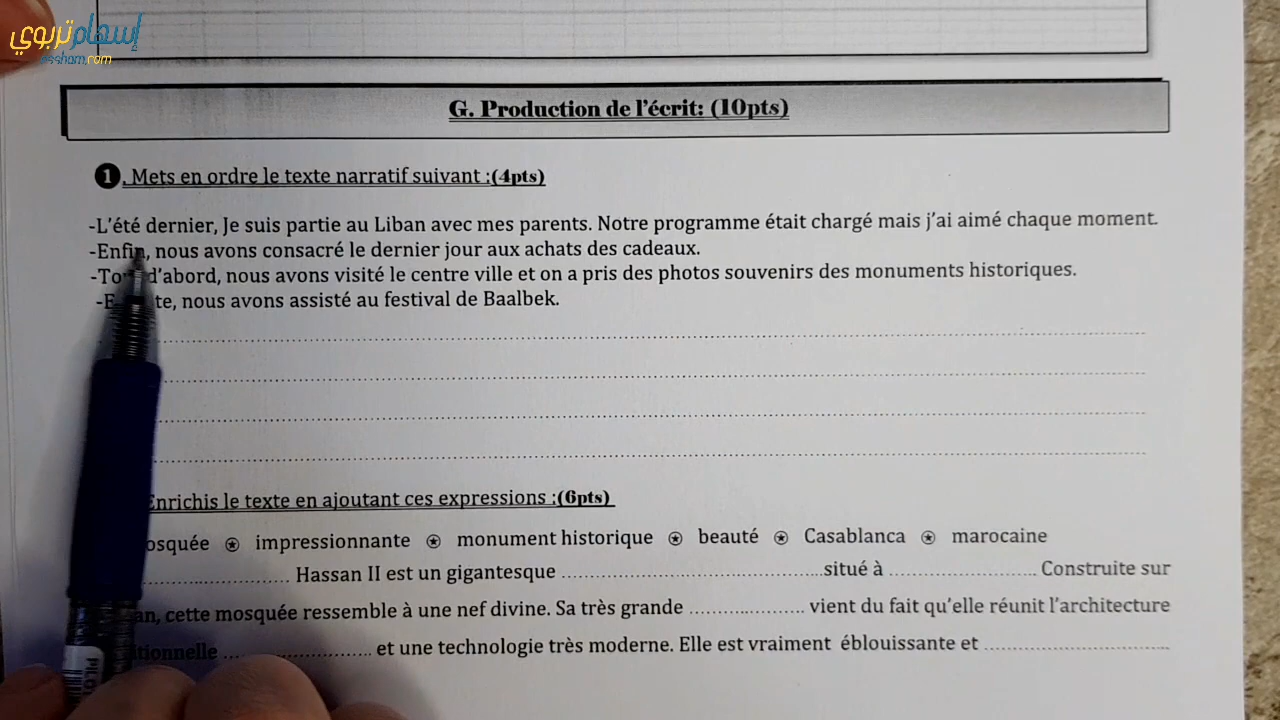 إسهام تربوي
G. Production de l'écrit: (10pts)
1. Mets en ordre le texte narratif suivant :(4pts)
-L'été dernier, Je suis partie au Liban avec mes parents. Notre programme était chargé mais j'ai aimé chaque moment.
-Enfin, nous avons consacré le dernier jour aux achats des cadeaux.
d'abord, nous avons visité le centre ville et on a pris des photos souvenirs des monuments historiques.
nous avons assisté au festival de Baalbek.
Enrichis le texte en ajoutant ces expressions :(6pts)
impressionnante ⍟ monument historique ⍟ beauté ⍟ Casablanca ⍟ marocaine
Hassan II est un gigantesque ........................ situé à ........................ Construite sur
cette mosquée ressemble à une nef divine. Sa très grande ........................ vient du fait qu'elle réunit l'architecture
........................ et une technologie très moderne. Elle est vraiment éblouissante et ........................